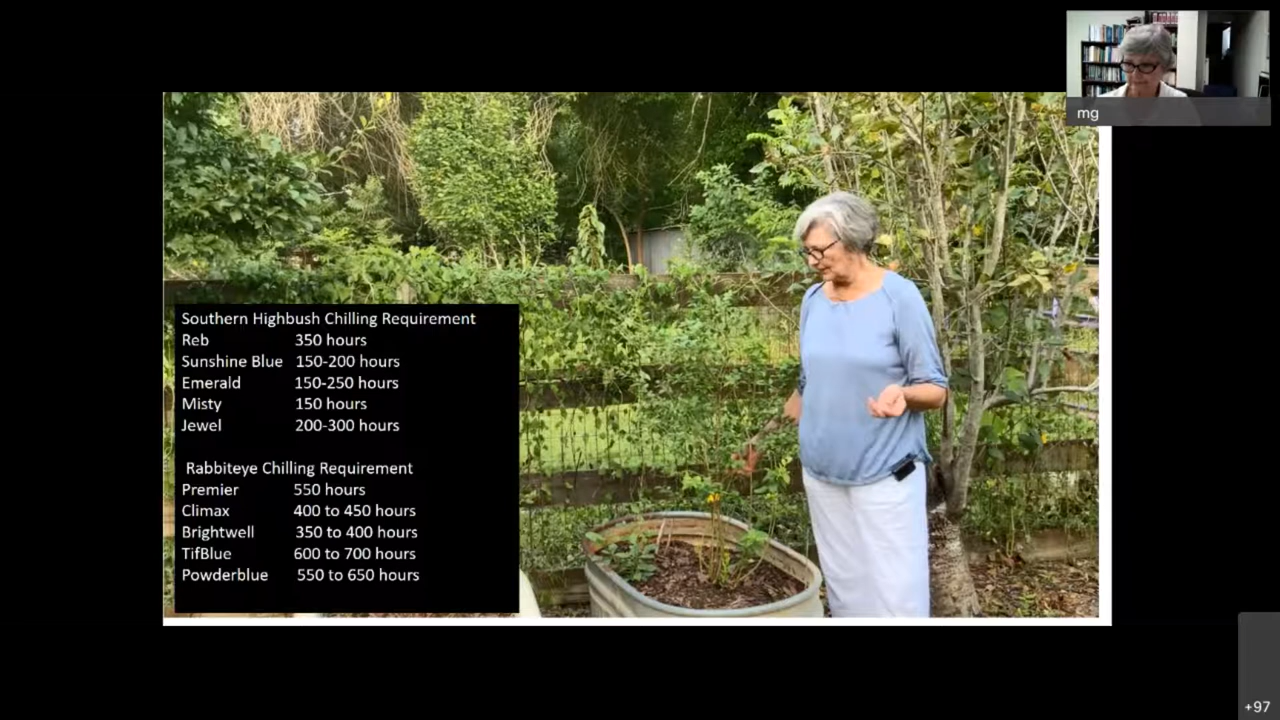 mg
Southern Highbush Chilling Requirement
Reb 350 hours
Sunshine Blue 150-200 hours
Emerald 150-250 hours
Misty 150 hours
Jewel 200-300 hours
Rabbiteye Chilling Requirement
Premier 550 hours
Climax 400 to 450 hours
Brightwell 350 to 400 hours
TifBlue 600 to 700 hours
Powderblue 550 to 650 hours
+97